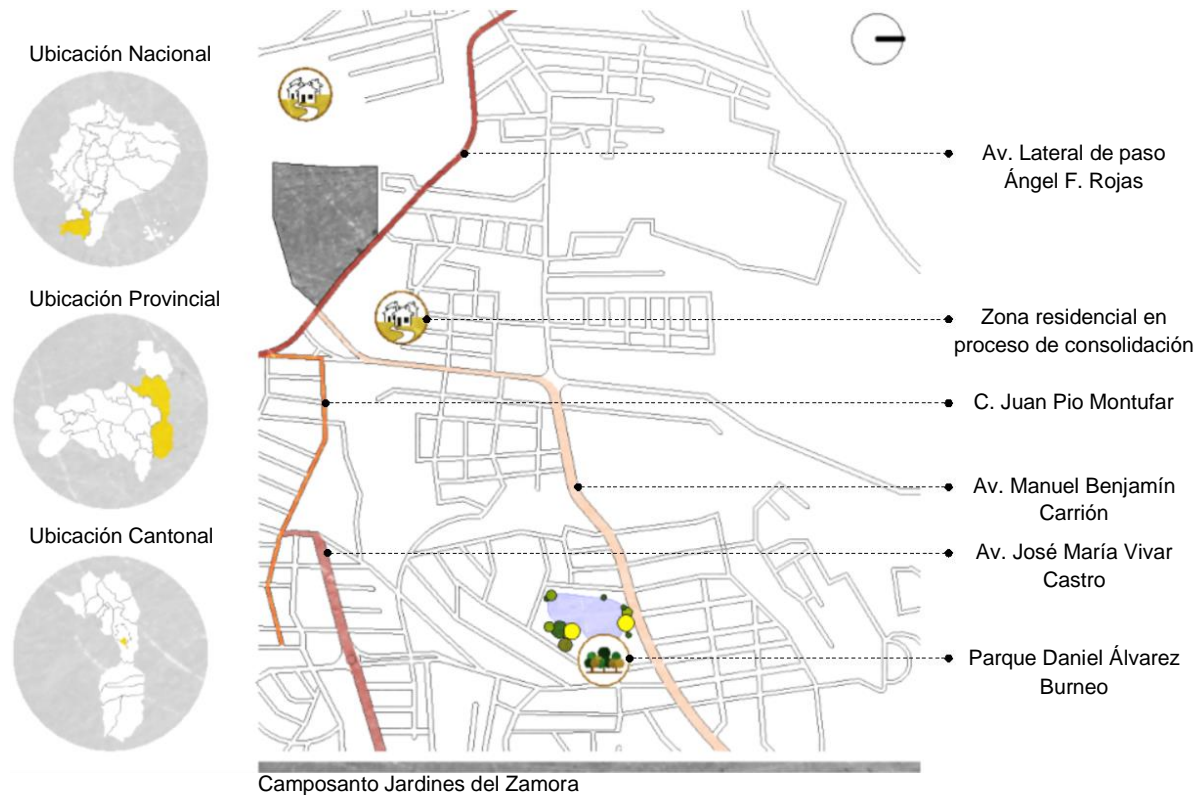 Ubicación Nacional
Ubicación Provincial
Ubicación Cantonal
Av. Lateral de paso
Ángel F. Rojas
Zona residencial en
proceso de consolidación
C. Juan Pio Montufar
Av. Manuel Benjamín
Carrión
Av. José María Vivar
Castro
Parque Daniel Álvarez
Burneo
Camposanto Jardines del Zamora